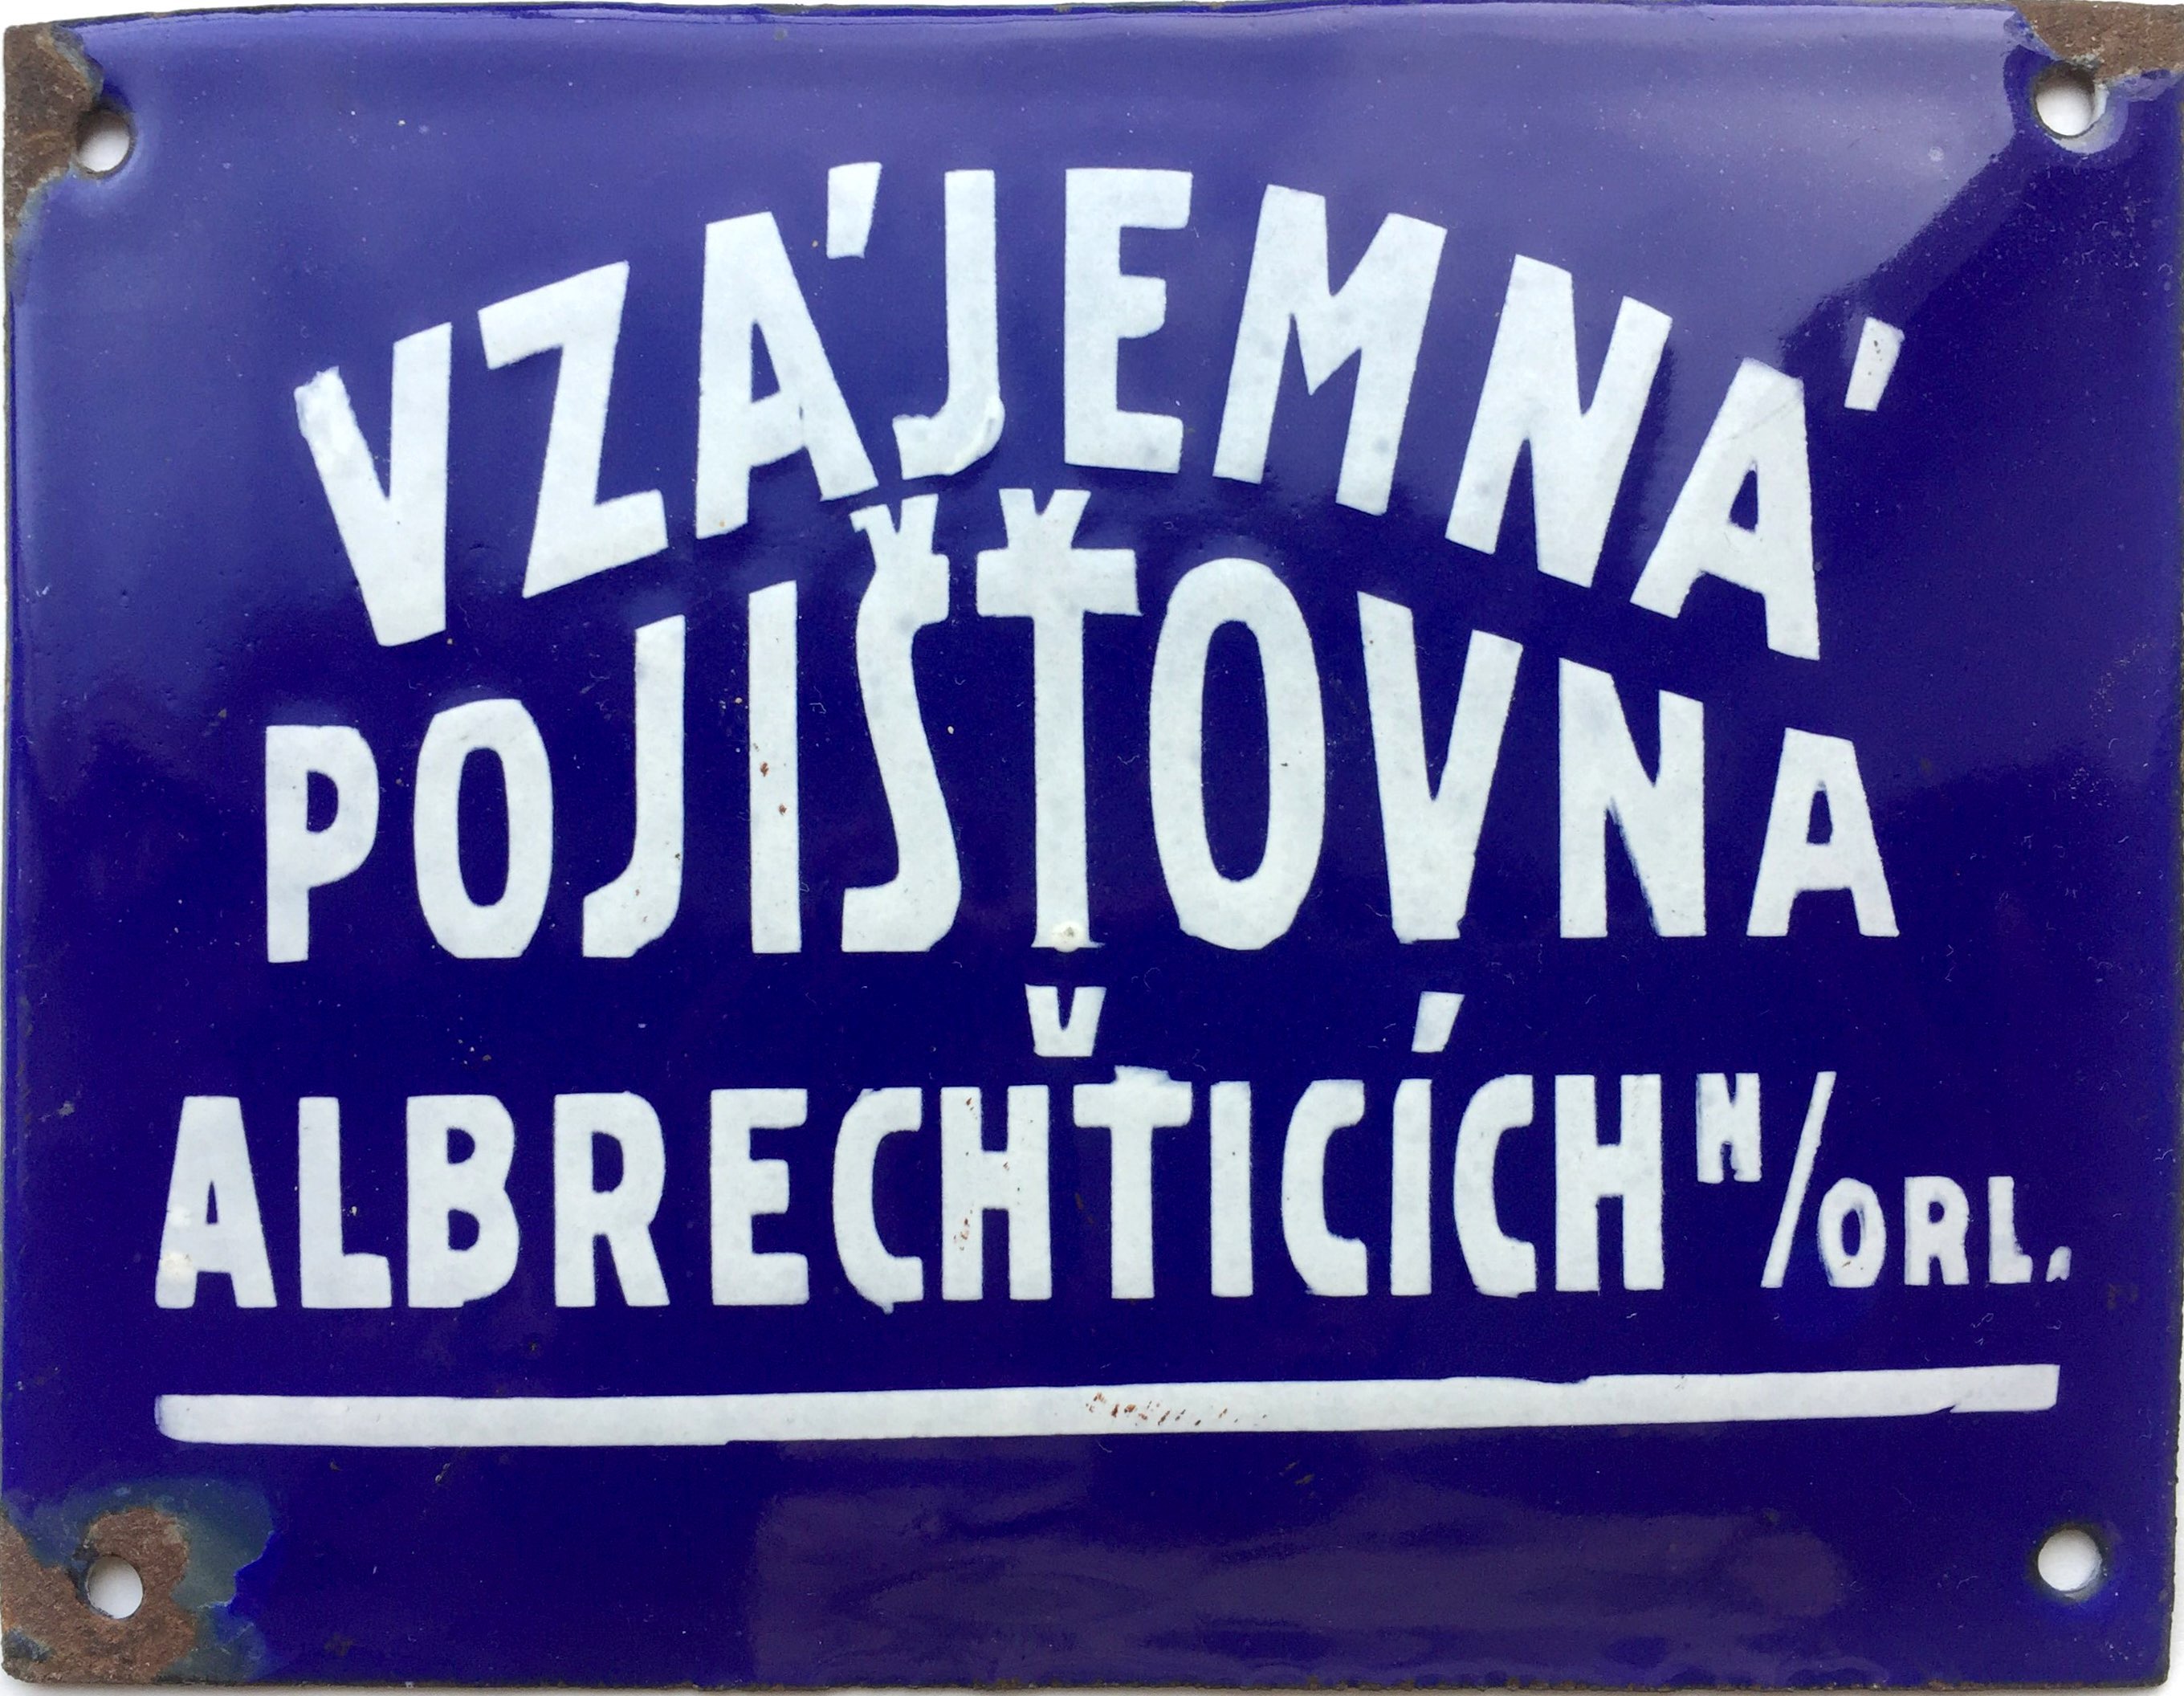 VZÁJEMNÁ
POJIŠŤOVNA
V
ALBRECHTICÍCH N/ORL.